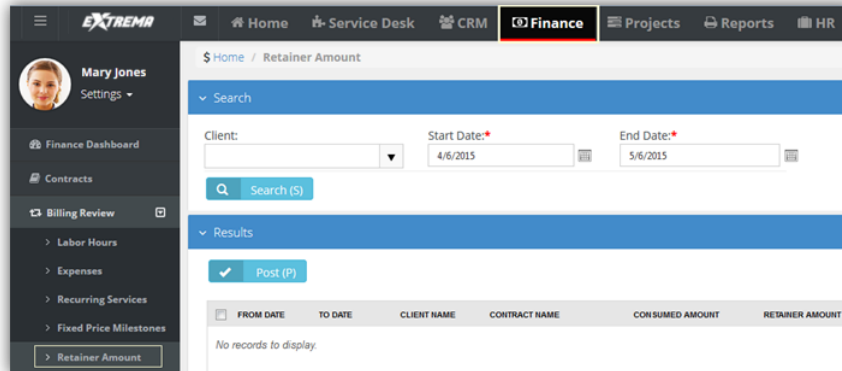 EXTREMA
Home Service Desk CRM Finance Projects Reports HR
Mary Jones
Settings
Finance Dashboard
Contracts
Billing Review
> Labor Hours
> Expenses
> Recurring Services
> Fixed Price Milestones
> Retainer Amount
$ Home / Retainer Amount
Search
Client: Start Date:* End Date:*
4/6/2015 5/6/2015
Search (S)
Results
Post (P)
FROM DATE TO DATE CLIENT NAME CONTRACT NAME CONSUMED AMOUNT RETAINER AMOUNT
No records to display.